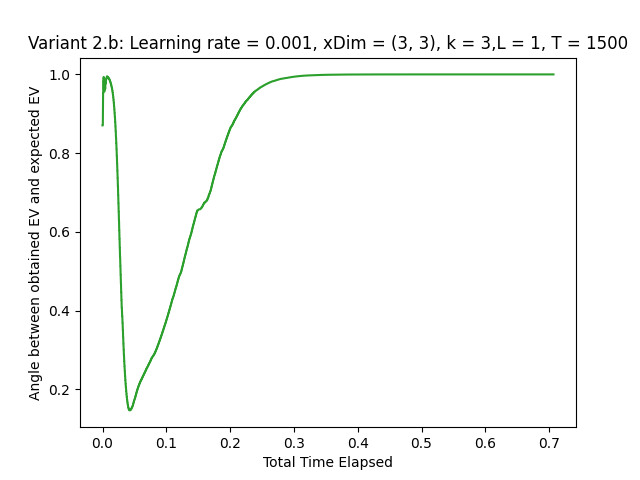 Variant 2.b: Learning rate = 0.001, xDim = (3, 3), k = 3,L = 1, T = 1500
Angle between obtained EV and expected EV
1.0
0.8
0.6
0.4
0.2
0.0 0.1 0.2 0.3 0.4 0.5 0.6 0.7
Total Time Elapsed